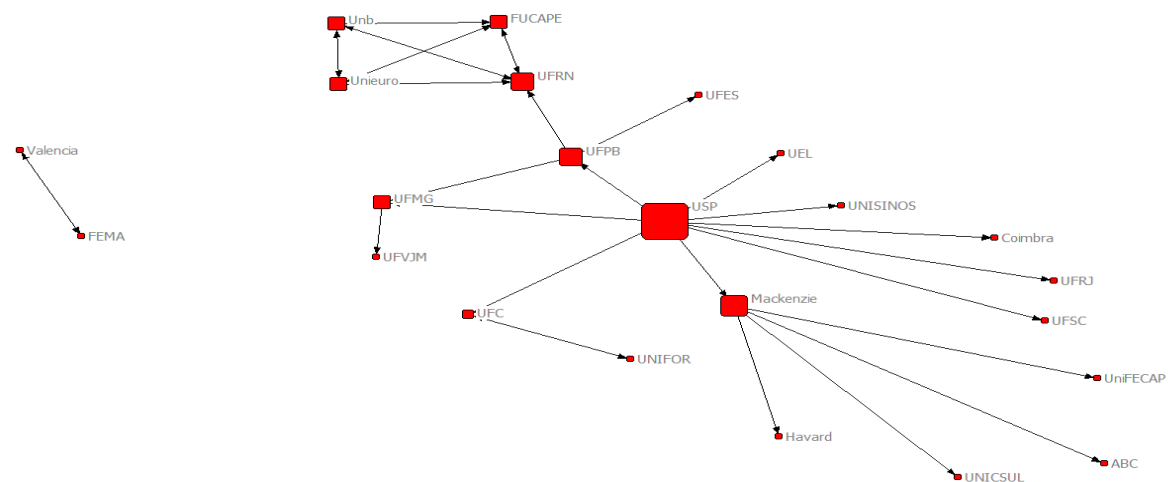 Unb
FUCAPE
Unieuro
UFRN
UFES
Valencia
UFPB
UEL
UFMG
USP
UNISINOS
FEMA
Coimbra
UFVJM
UFRJ
Mackenzie
UFC
UFSC
UNIFOR
UniFECAP
Havard
ABC
UNICSUL